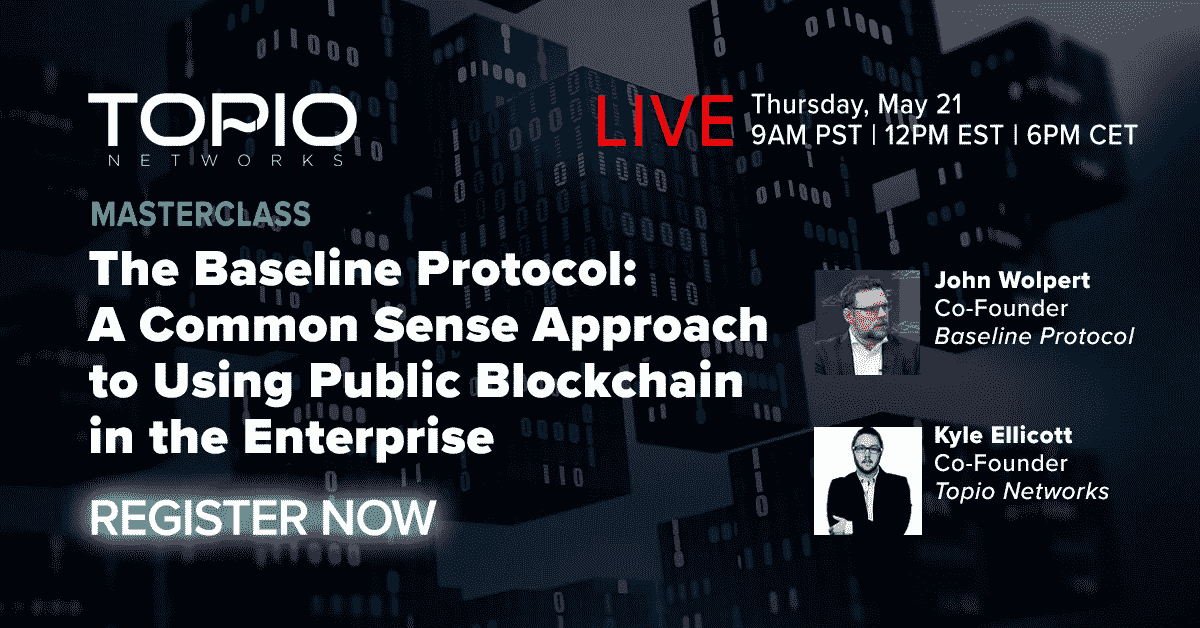 TOPIO
NETWORKS
LIVE
Thursday, May 21
9AM PST | 12PM EST | 6PM CET
MASTERCLASS
The Baseline Protocol:
A Common Sense Approach
to Using Public Blockchain
in the Enterprise
REGISTER NOW
John Wolpert
Co-Founder
Baseline Protocol
Kyle Ellicott
Co-Founder
Topio Networks